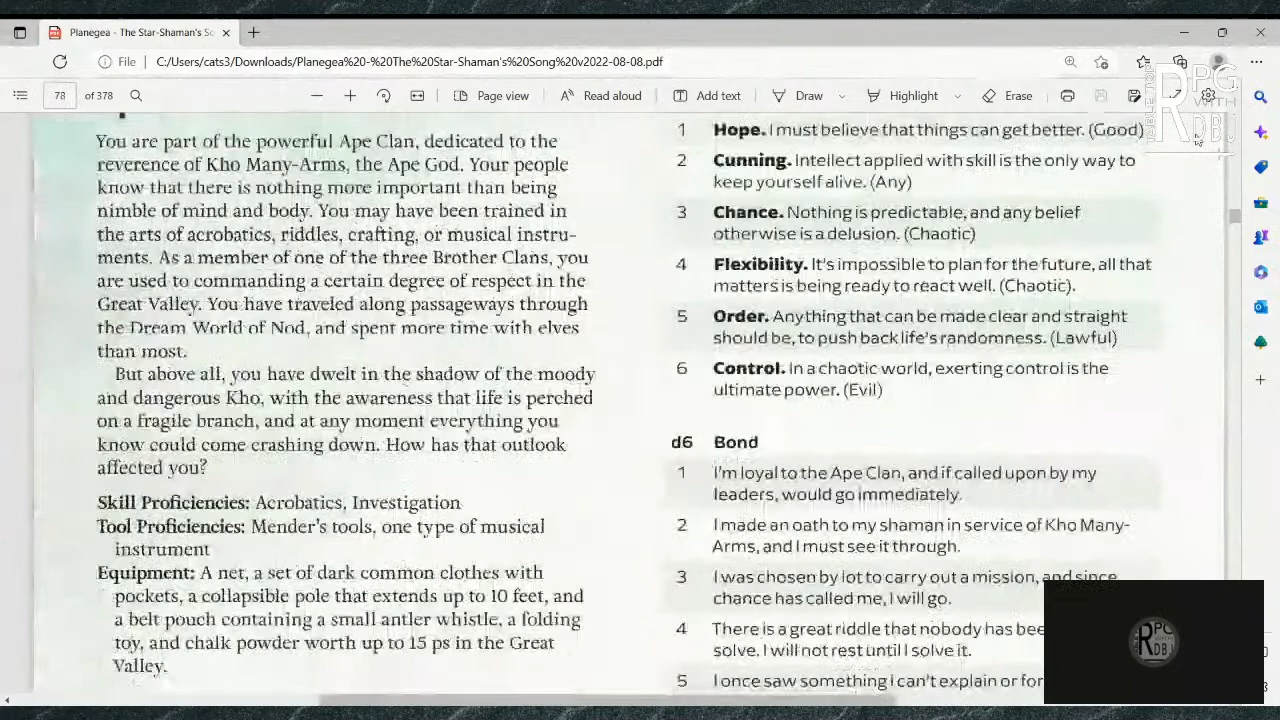 Planegea - The Star-Shaman's So
File
C:/Users/cats3/Downloads/Planegea%20-%20The%20Star-Shaman's%20Song%20v2022-08-08.pdf
78
of 378
Page view
Read aloud
Add text
Draw
Highlight
Erase
You are part of the powerful Ape Clan, dedicated to the
reverence of Kho Many-Arms, the Ape God. Your people
know that there is nothing more important than being
nimble of mind and body. You may have been trained in
the arts of acrobatics, riddles, crafting, or musical instru-
ments. As a member of one of the three Brother Clans, you
are used to commanding a certain degree of respect in the
Great Valley. You have traveled along passageways through
the Dream World of Nod, and spent more time with elves
than most.
But above all, you have dwelt in the shadow of the moody
and dangerous Kho, with the awareness that life is perched
on a fragile branch, and at any moment everything you
know could come crashing down. How has that outlook
affected you?
Skill Proficiencies: Acrobatics, Investigation
Tool Proficiencies: Mender's tools, one type of musical
instrument
Equipment: A net, a set of dark common clothes with
pockets, a collapsible pole that extends up to 10 feet, and
a belt pouch containing a small antler whistle, a folding
toy, and chalk powder worth up to 15 ps in the Great
Valley.
1 Hope. I must believe that things can get better. (Good)
2 Cunning. Intellect applied with skill is the only way to
keep yourself alive. (Any)
3 Chance. Nothing is predictable, and any belief
otherwise is a delusion. (Chaotic)
4 Flexibility. It's impossible to plan for the future, all that
matters is being ready to react well. (Chaotic).
5 Order. Anything that can be made clear and straight
should be, to push back life's randomness. (Lawful)
6 Control. In a chaotic world, exerting control is the
ultimate power. (Evil)
d6 Bond
1 I'm loyal to the Ape Clan, and if called upon by my
leaders, would go immediately.
2 I made an oath to my shaman in service of Kho Many-
Arms, and I must see it through.
3 I was chosen by lot to carry out a mission, and since
chance has called me, I will go.
4 There is a great riddle that nobody has bee
solve. I will not rest until I solve it.
5 I once saw something I can't explain or for
TABLE TOP
RPG
WITH
RDBJ
RPG
RDBJ